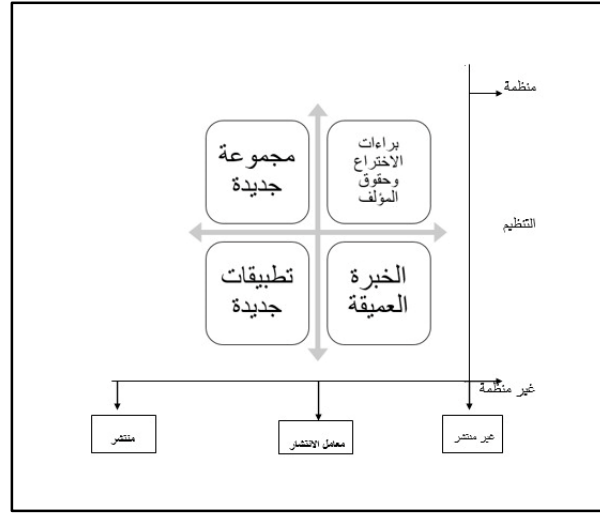 منظمة
براءات
الاختراع
وحقوق
المؤلف
مجموعة
جديدة
التنظيم
الخبرة
العميقة
تطبيقات
جديدة
غير منظمة
غير منتشر
معامل الانتشار
منتشر